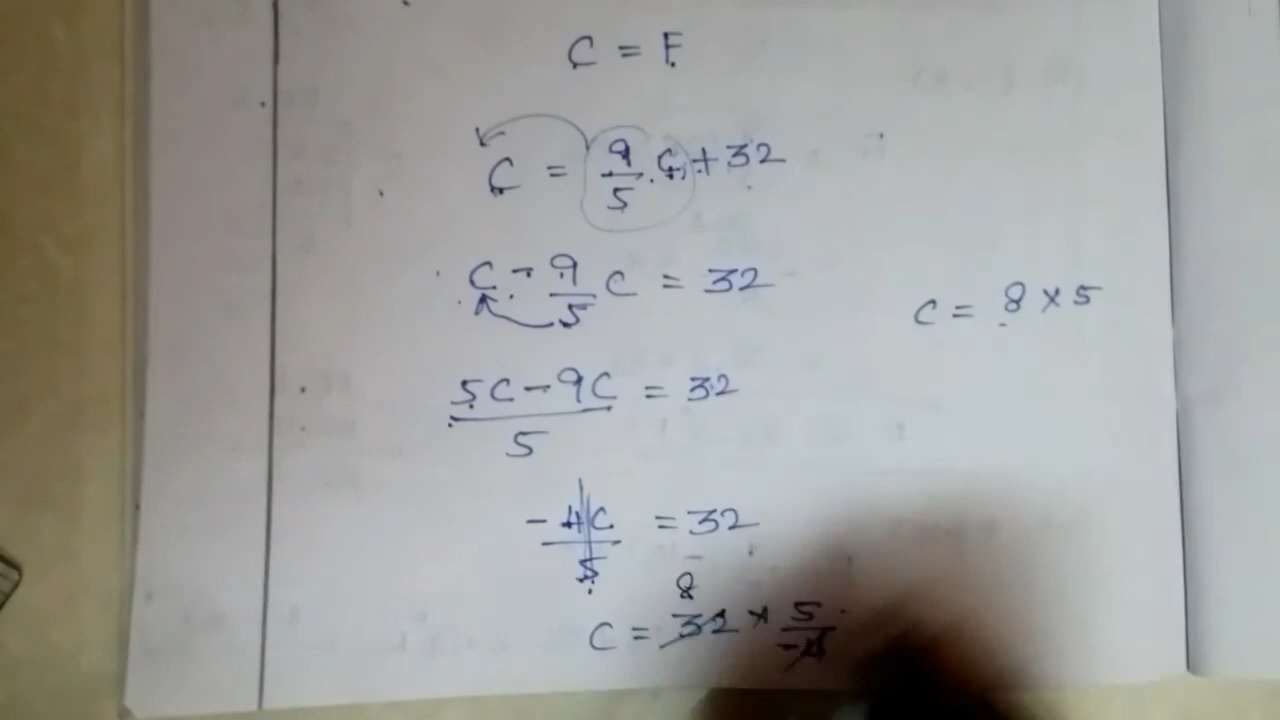 C = F
C = 9/5 . C + 32
C - 9/5 C = 32
C = 8 x 5
5C - 9C / 5 = 32
-4C / 5 = 32
8
C = 32 x 5 / -4